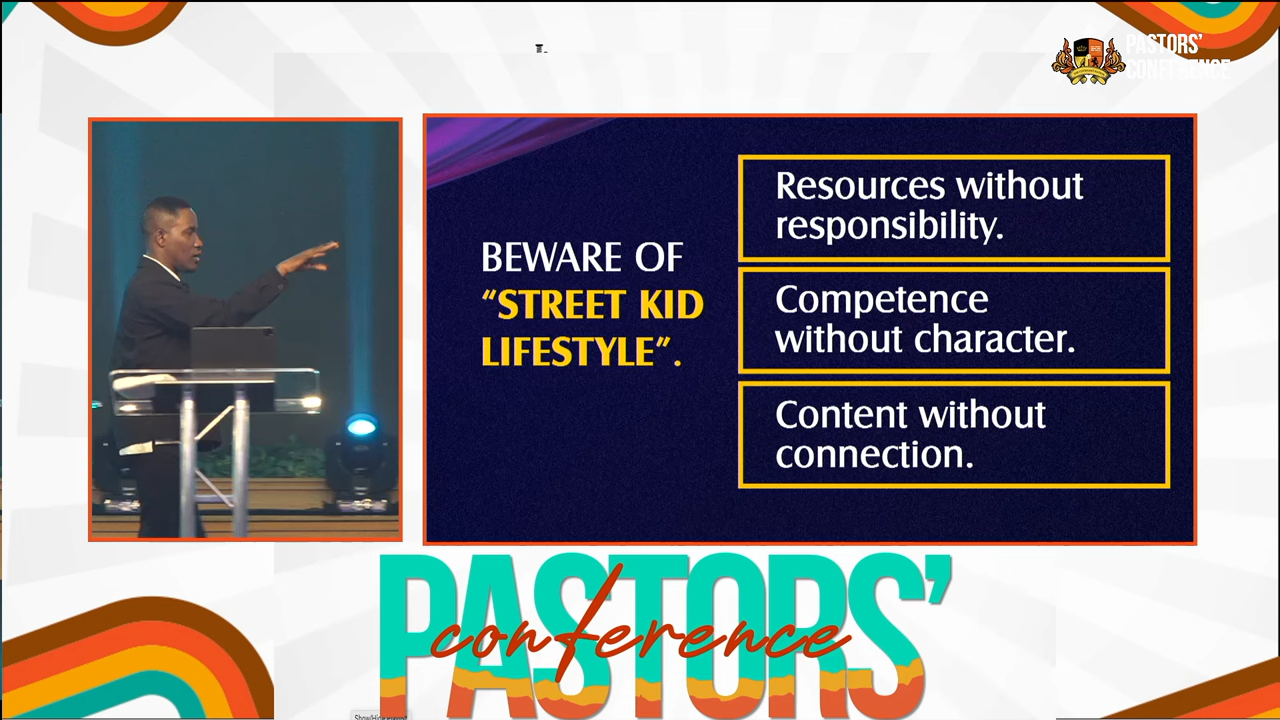 PASTORS'
CONFERENCE
BEWARE OF
“STREET KID
LIFESTYLE”.
Resources without
responsibility.
Competence
without character.
Content without
connection.
PASTORS’
conference